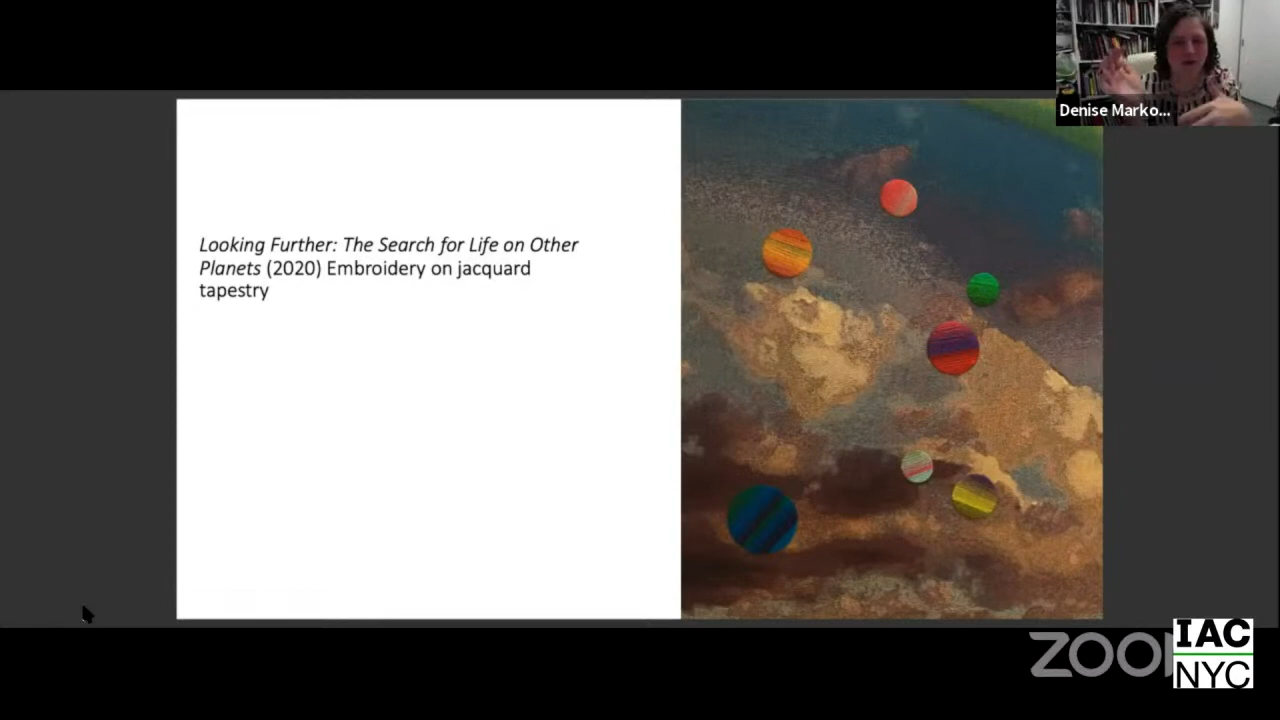 Denise Marko...
Looking Further: The Search for Life on Other
Planets (2020) Embroidery on jacquard
tapestry
ZOO
IAC
NYC